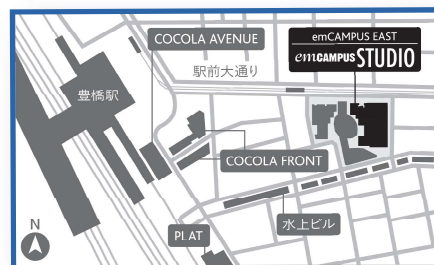 COCOLA AVENUE
emCAMPUS EAST
emCAMPUS STUDIO
駅前大通り
豊橋駅
COCOLA FRONT
水上ビル
PLAT
N